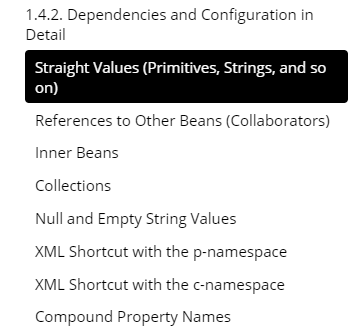 1.4.2. Dependencies and Configuration in
Detail
Straight Values (Primitives, Strings, and so
on)
References to Other Beans (Collaborators)
Inner Beans
Collections
Null and Empty String Values
XML Shortcut with the p-namespace
XML Shortcut with the c-namespace
Compound Property Names